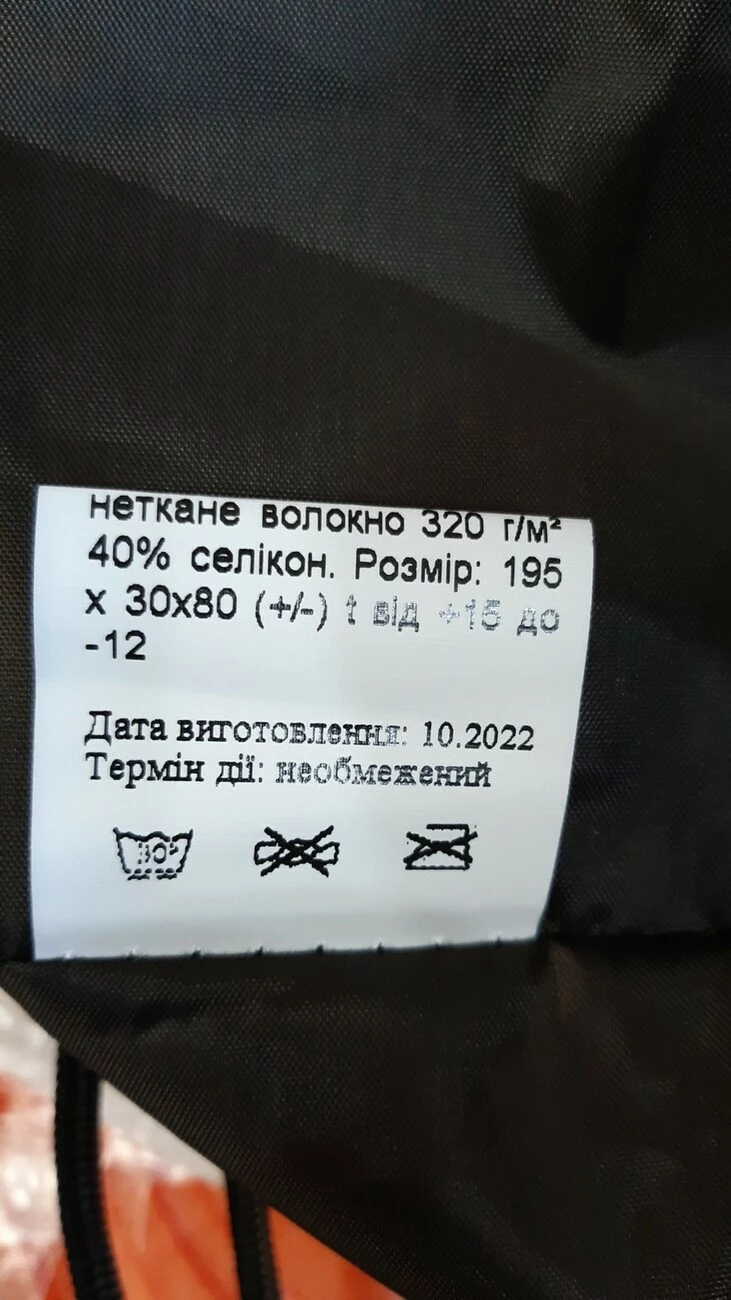 неткане волокно 320 г/м²
40% селікон. Розмір: 195
х 30х80 (+/-) t від +15 до
-12
Дата виготовлення: 10.2022
Термін дії: необмежений
30°